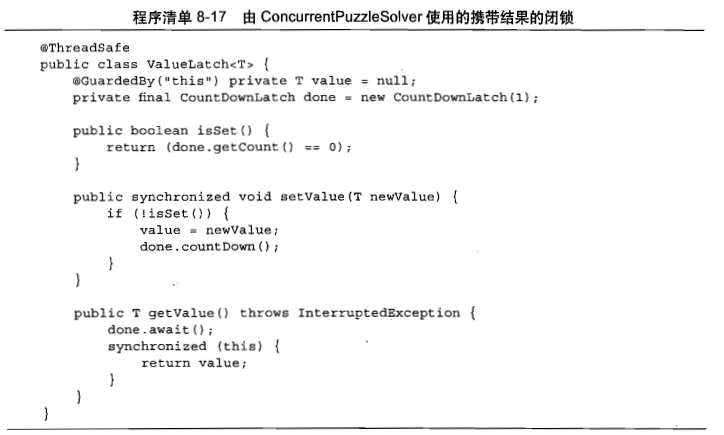 程序清单 8-17 由 ConcurrentPuzzleSolver 使用的携带结果的闭锁
@ThreadSafe
public class ValueLatch<T> {
    @GuardedBy("this") private T value = null;
    private final CountDownLatch done = new CountDownLatch(1);

    public boolean isSet() {
        return (done.getCount() == 0);
    }

    public synchronized void setValue(T newValue) {
        if (!isSet()) {
            value = newValue;
            done.countDown();
        }
    }

    public T getValue() throws InterruptedException {
        done.await();
        synchronized (this) {
            return value;
        }
    }
}